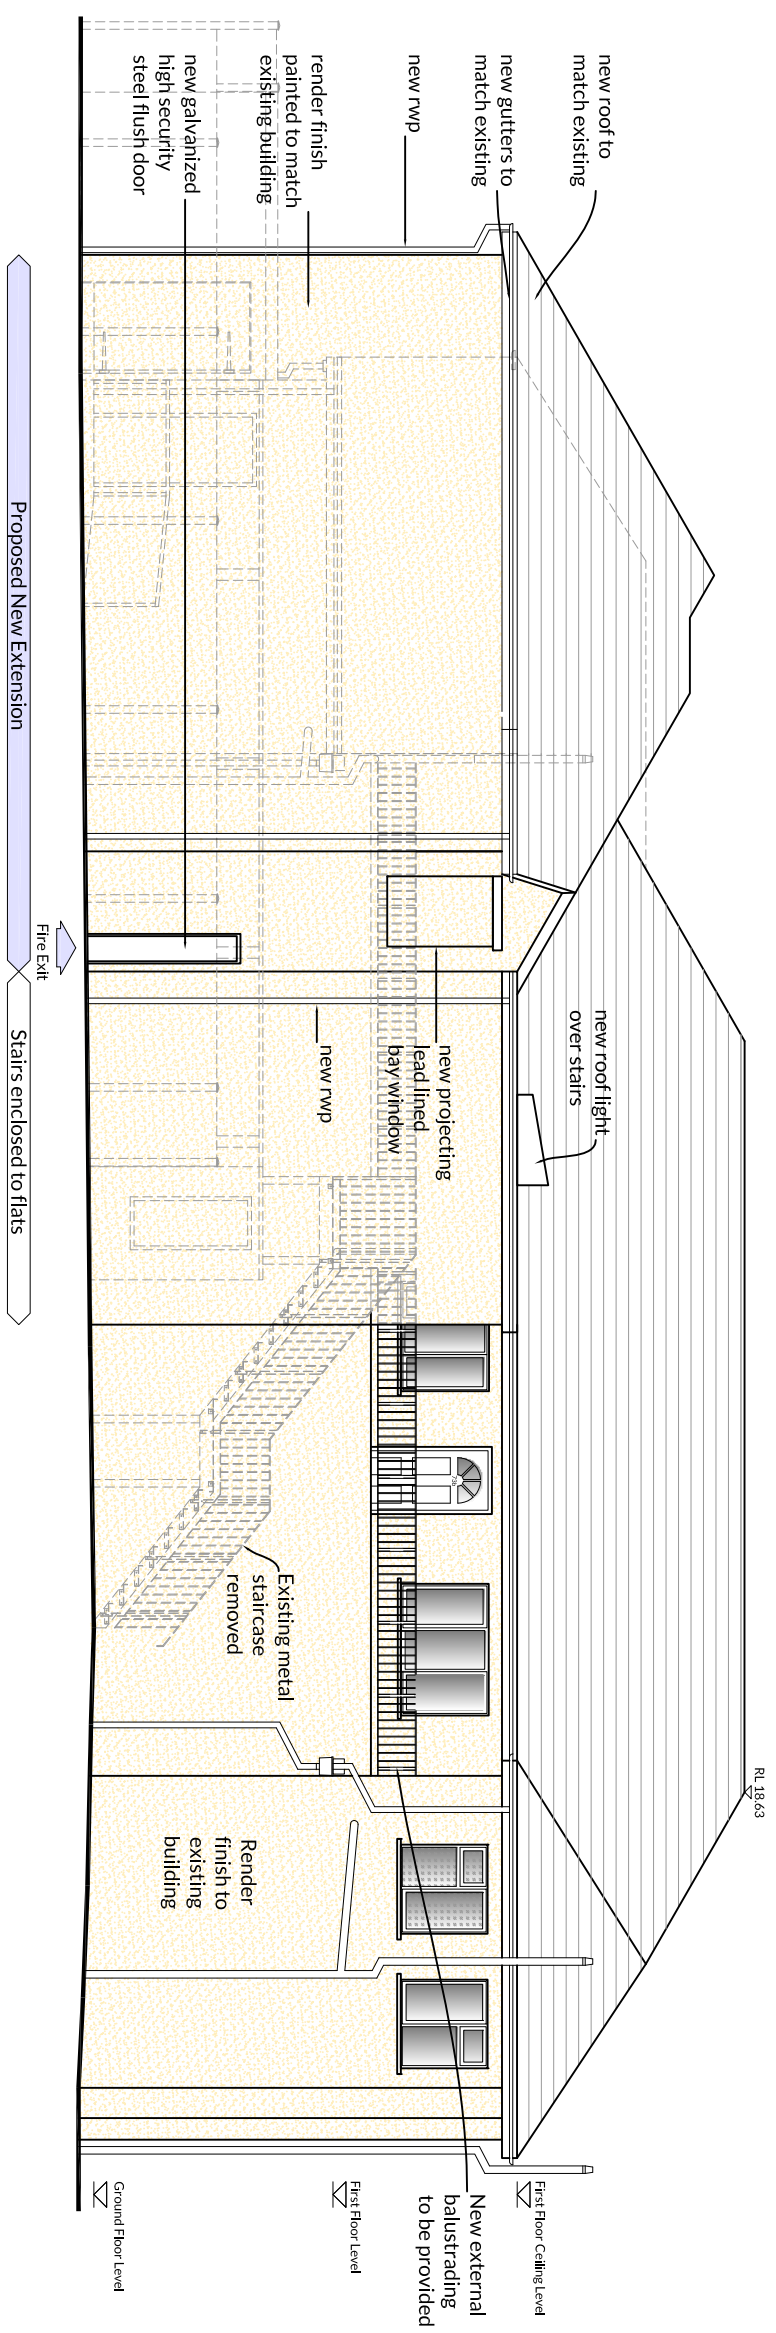 new roof to
match existing
new gutters to
match existing
new rwp
render finish
painted to match
existing building
new galvanized
high security
steel flush door
Proposed New Extension
Fire Exit
Stairs enclosed to flats
new roof light
over stairs
new projecting
lead lined
bay window
new rwp
73b
Existing metal
staircase
removed
RL 18.63
Render
finish to
existing
building
First Floor Ceiling Level
New external
balustrading
to be provided
First Floor Level
Ground Floor Level